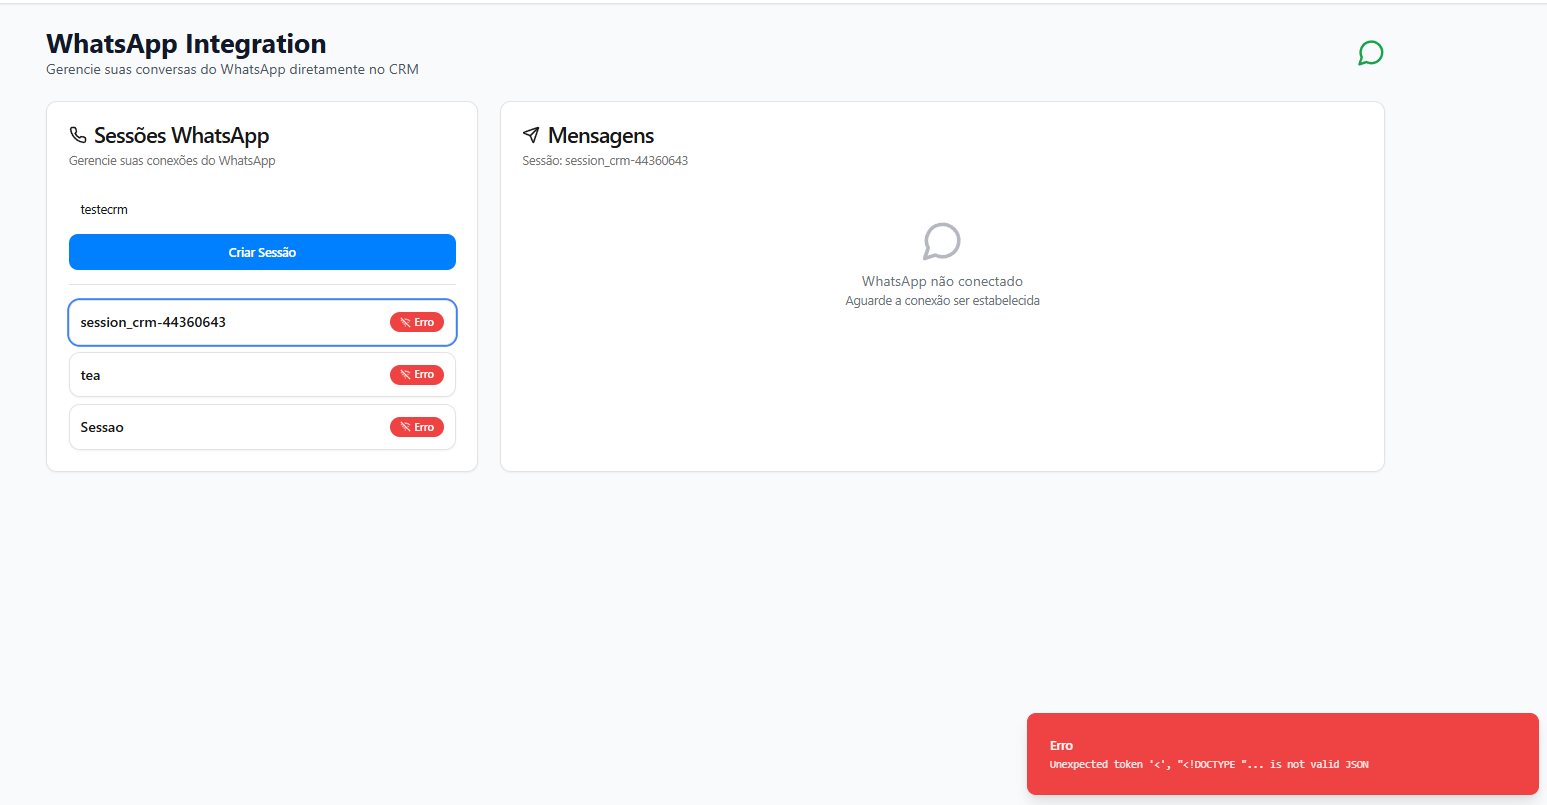 WhatsApp Integration
Gerencie suas conversas do WhatsApp diretamente no CRM
Sessões WhatsApp
Gerencie suas conexões do WhatsApp
testecrm
Criar Sessão
session_crm-44360643
Erro
tea
Erro
Sessao
Erro
Mensagens
Sessão: session_crm-44360643
WhatsApp não conectado
Aguarde a conexão ser estabelecida
Erro
Unexpected token '<', "<!DOCTYPE "... is not valid JSON